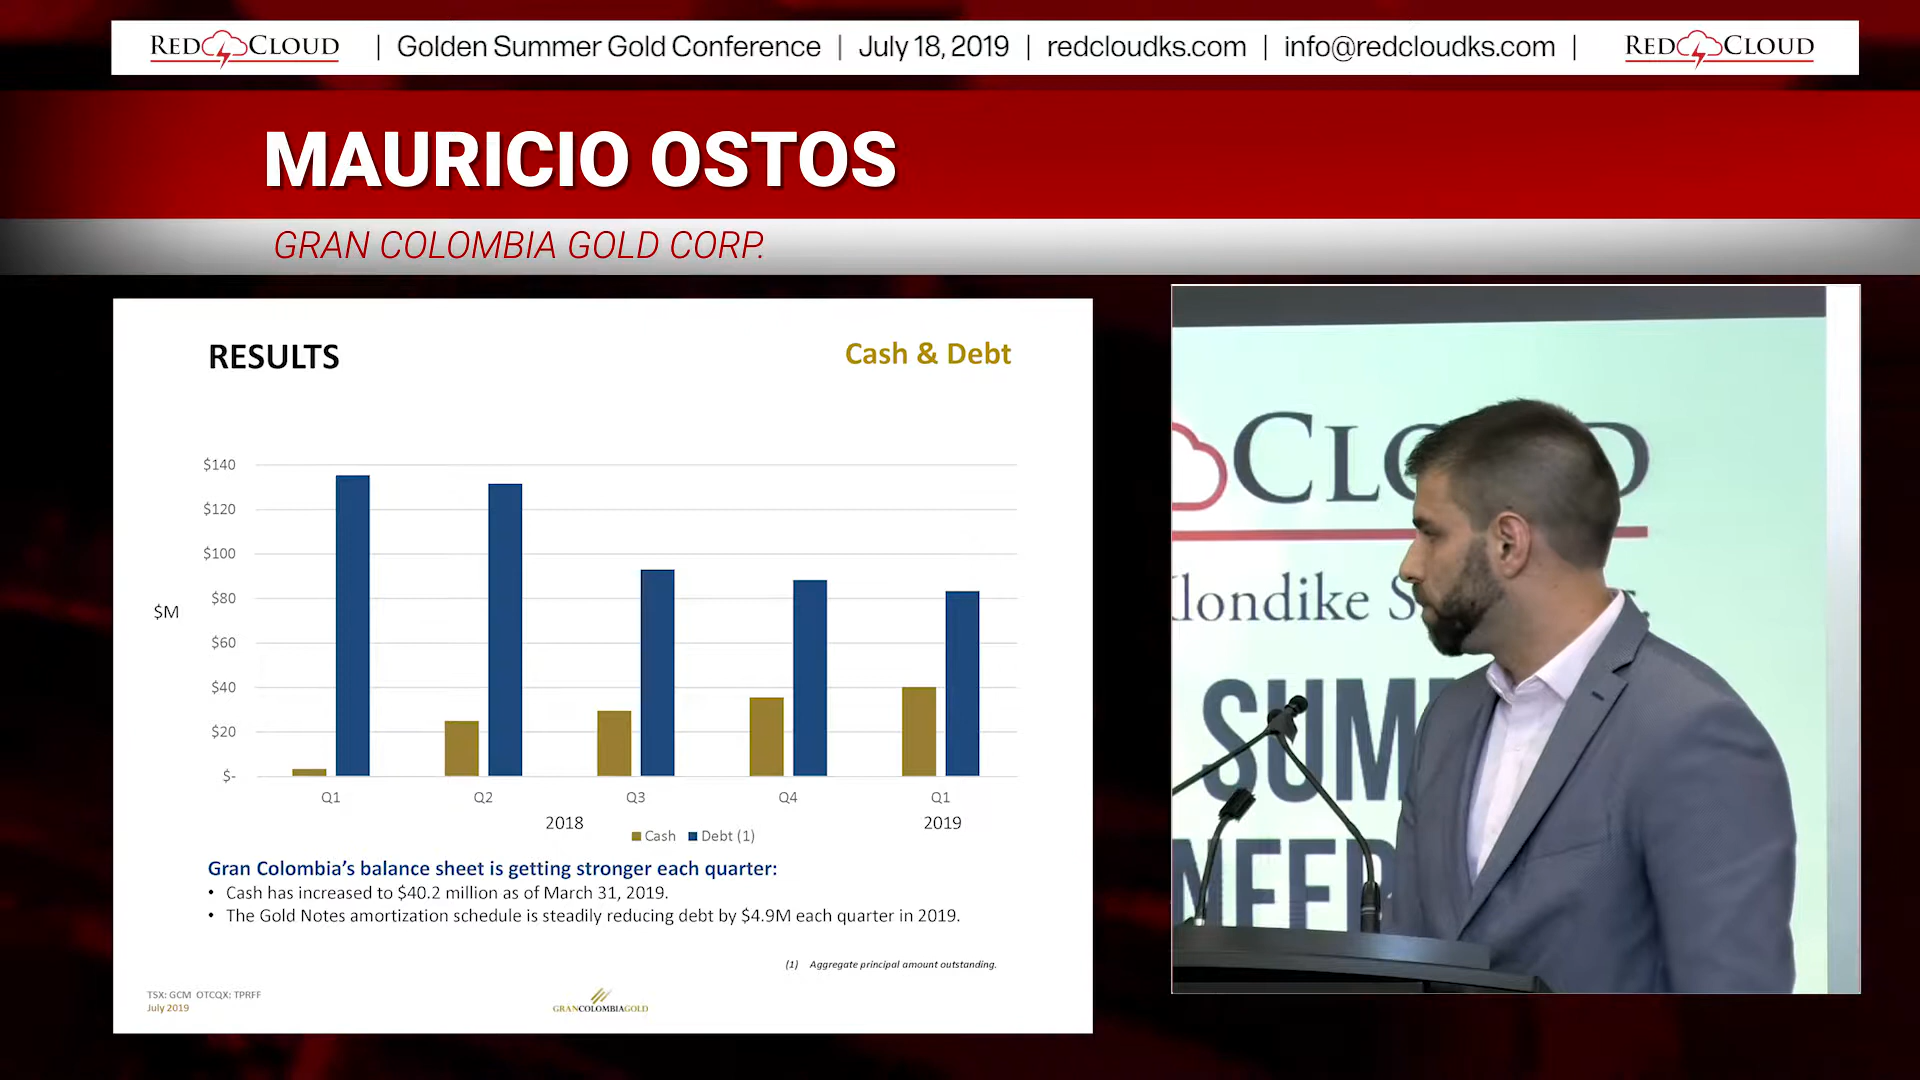 RED CLOUD | Golden Summer Gold Conference | July 18, 2019 | redcloudks.com | info@redcloudks.com | RED CLOUD
MAURICIO OSTOS
GRAN COLOMBIA GOLD CORP.
RESULTS
Cash & Debt
$140
$120
$100
$80
$M
$60
$40
$20
$-
Q1 Q2 Q3 Q4 Q1
2018 2019
Cash Debt (1)
Gran Colombia's balance sheet is getting stronger each quarter:
• Cash has increased to $40.2 million as of March 31, 2019.
• The Gold Notes amortization schedule is steadily reducing debt by $4.9M each quarter in 2019.
(1) Aggregate principal amount outstanding.
TSX: GCM OTCQX: TPRFF
July 2019
GRANCOLOMBIAGOLD
CLO D
londike S
SUM
NEED